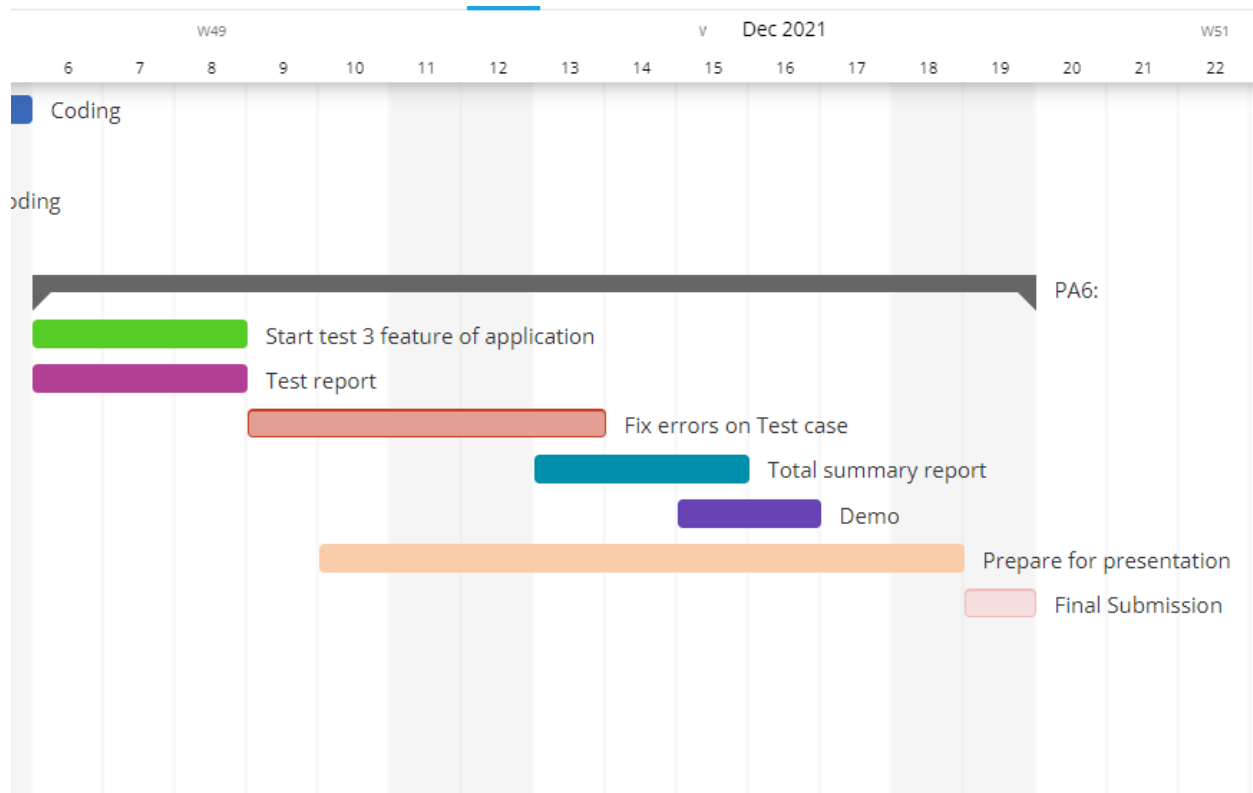 W49 Dec 2021 W51
6 7 8 9 10 11 12 13 14 15 16 17 18 19 20 21 22
Coding
oding
PA6:
Start test 3 feature of application
Test report
Fix errors on Test case
Total summary report
Demo
Prepare for presentation
Final Submission